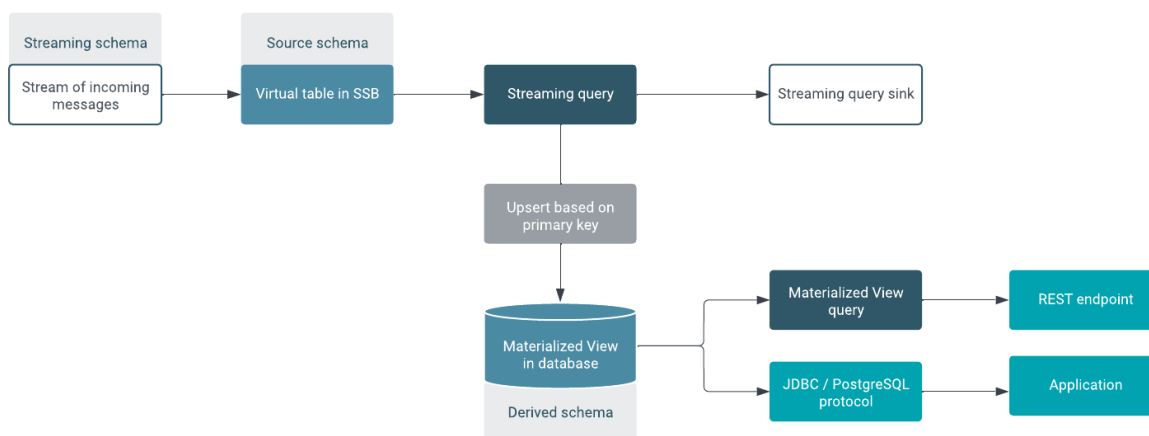 Streaming schema
Stream of incoming
messages
Source schema
Virtual table in SSB
Streaming query
Streaming query sink
Upsert based on
primary key
Materialized View
in database
Derived schema
Materialized View
query
REST endpoint
JDBC / PostgreSQL
protocol
Application